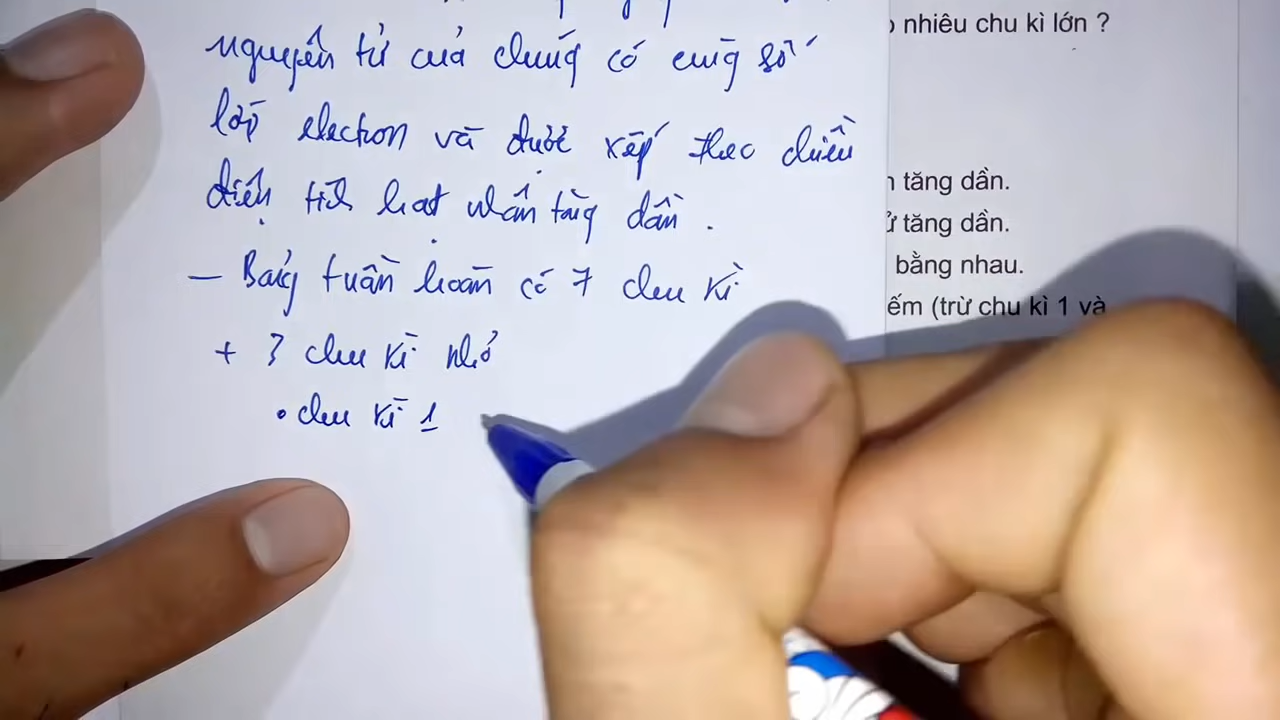 nguyên tử của chúng có cùng số
lớp electron và được xếp theo chiều
điện tích hạt nhân tăng dần.
- Bảng tuần hoàn có 7 chu kì
+ 3 chu kì nhỏ
• chu kì 1
nhiêu chu kì lớn ?
tăng dần.
tăng dần.
bằng nhau.
(trừ chu kì 1 và